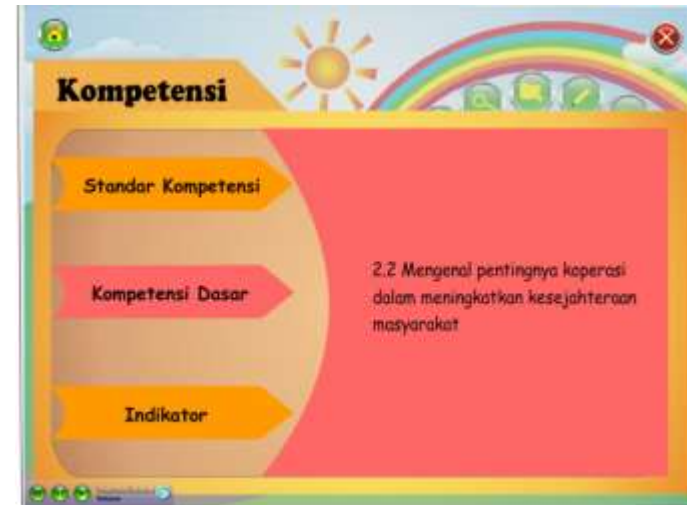 Kompetensi
Standar Kompetensi
Kompetensi Dasar
Indikator
2.2 Mengenal pentingnya koperasi
dalam meningkatkan kesejahteraan
masyarakat